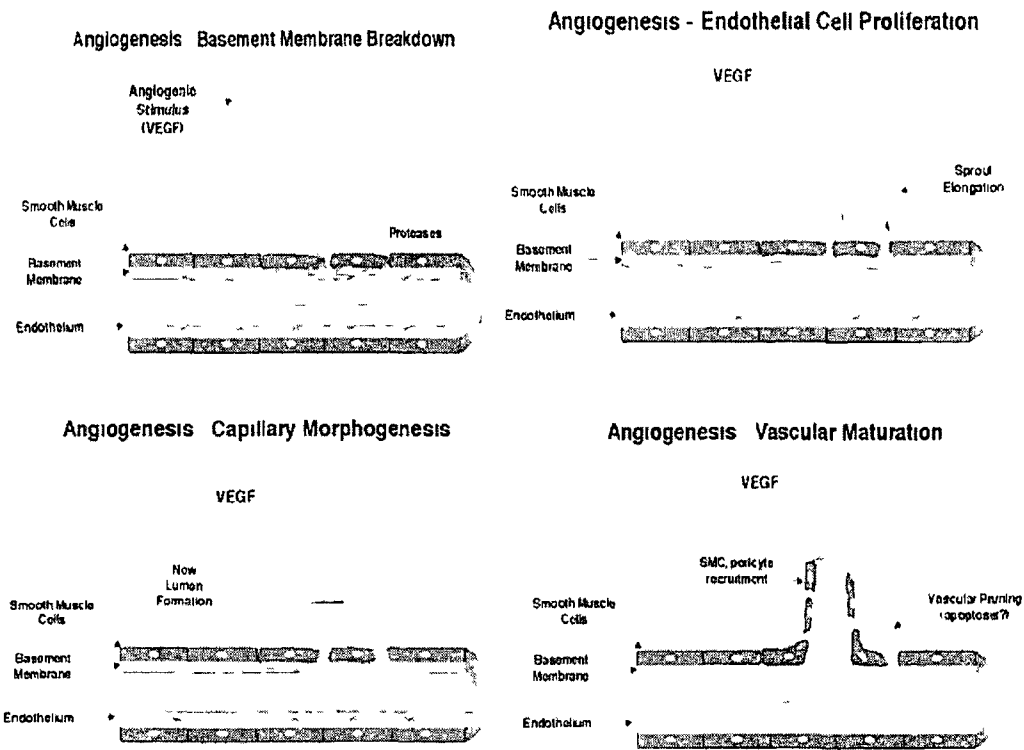 Angiogenesis Basement Membrane Breakdown
Angiogenic
Stimulus
(VEGF)
Smooth Muscle
Cells
Proteases
Basement
Membrane
Endothelium
Angiogenesis - Endothelial Cell Proliferation
VEGF
Sprout
Elongation
Smooth Muscle
Cells
Basement
Membrane
Endothelium
Angiogenesis Capillary Morphogenesis
VEGF
New
Lumen
Formation
Smooth Muscle
Cells
Basement
Membrane
Endothelium
Angiogenesis Vascular Maturation
VEGF
SMC, pericyte
recruitment
Vascular Pruning
(apoptosis?)
Smooth Muscle
Cells
Basement
Membrane
Endothelium